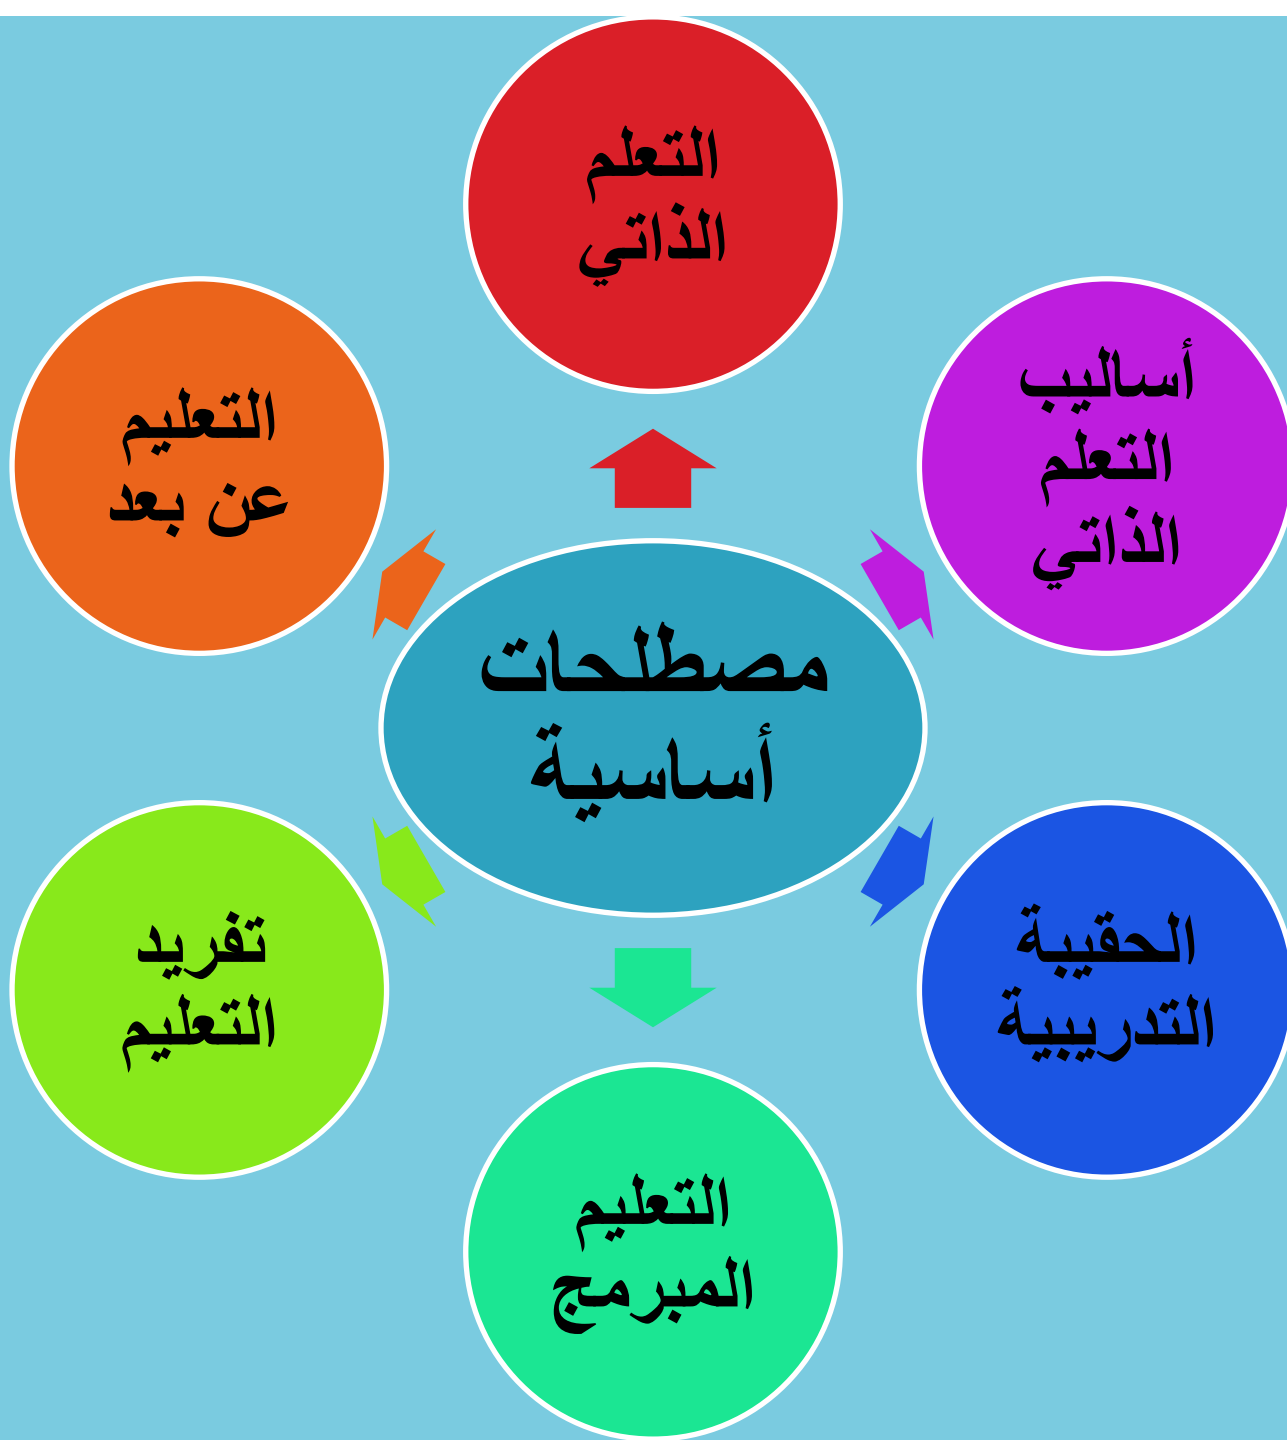 التعلم
الذاتي
أساليب
التعلم
الذاتي
التعليم
عن بعد
مصطلحات
أساسية
الحقيبة
التدريبية
تفريد
التعليم
التعليم
المبرمج